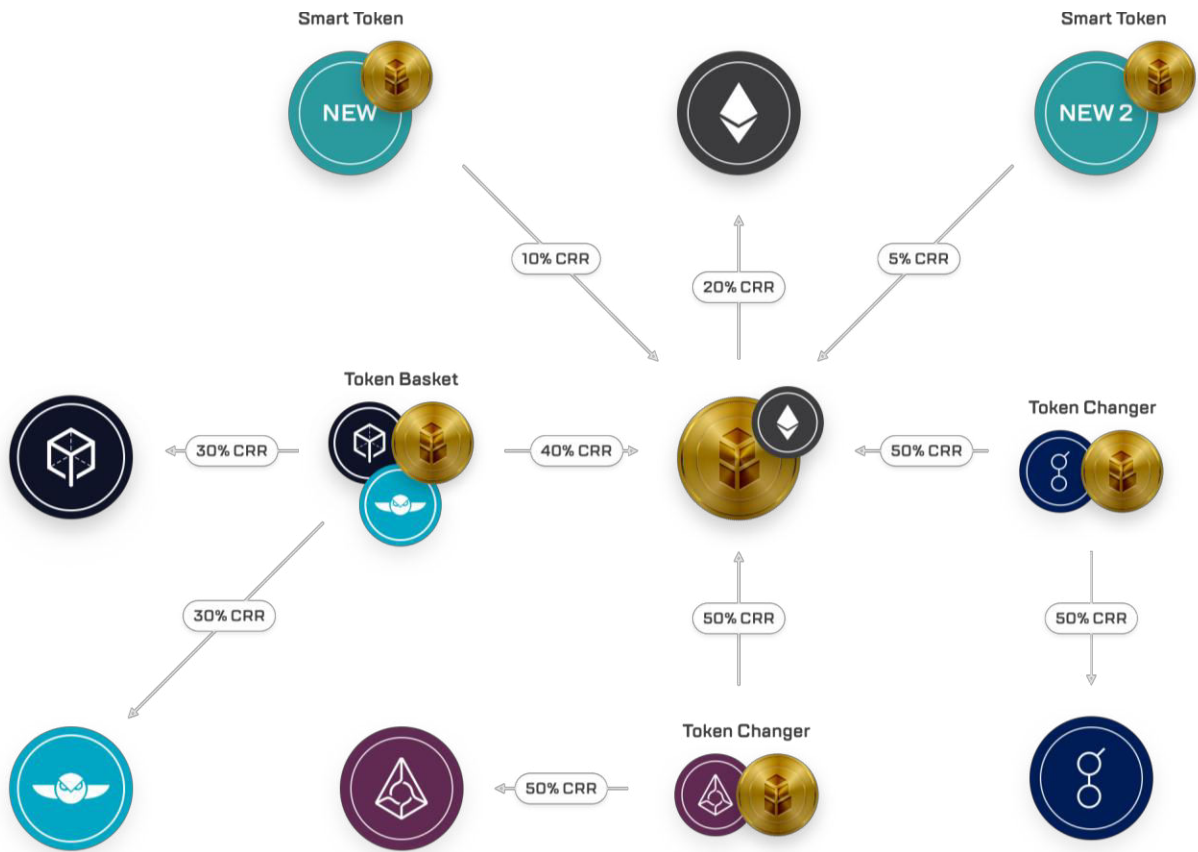 Smart Token
Smart Token
NEW
NEW 2
10% CRR
5% CRR
20% CRR
Token Basket
Token Changer
30% CRR
40% CRR
50% CRR
30% CRR
50% CRR
50% CRR
Token Changer
50% CRR